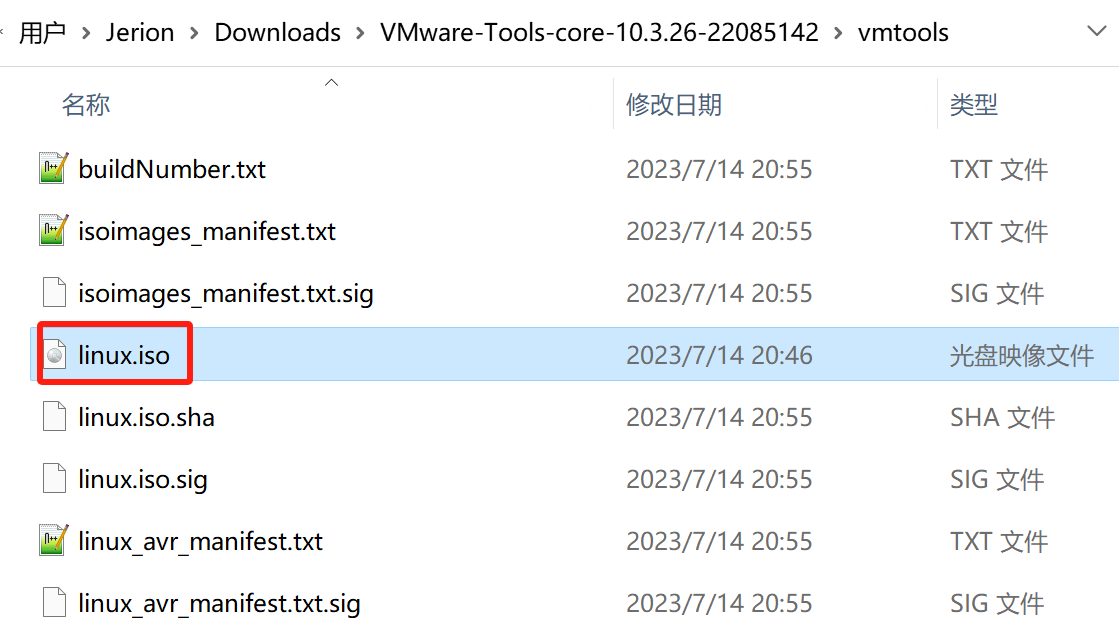 用户 › Jerion › Downloads › VMware-Tools-core-10.3.26-22085142 › vmtools
名称 修改日期 类型
buildNumber.txt 2023/7/14 20:55 TXT 文件
isoimages_manifest.txt 2023/7/14 20:55 TXT 文件
isoimages_manifest.txt.sig 2023/7/14 20:55 SIG 文件
linux.iso 2023/7/14 20:46 光盘映像文件
linux.iso.sha 2023/7/14 20:55 SHA 文件
linux.iso.sig 2023/7/14 20:55 SIG 文件
linux_avr_manifest.txt 2023/7/14 20:55 TXT 文件
linux_avr_manifest.txt.sig 2023/7/14 20:55 SIG 文件